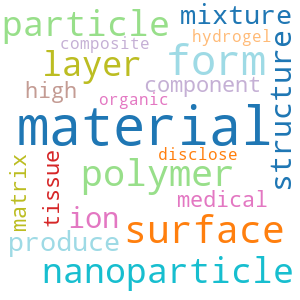 particle mixture
composite hydrogel
layer form
high component
organic
material
structure
disclose
matrix tissue polymer
medical
ion surface
produce
nanoparticle